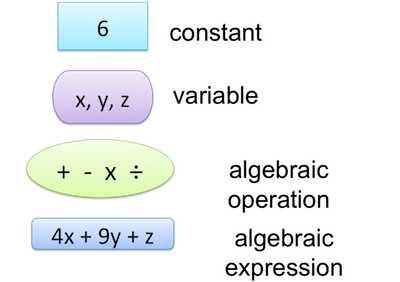 6 constant
x, y, z variable
+ - x ÷ algebraic
operation
4x + 9y + z algebraic
expression